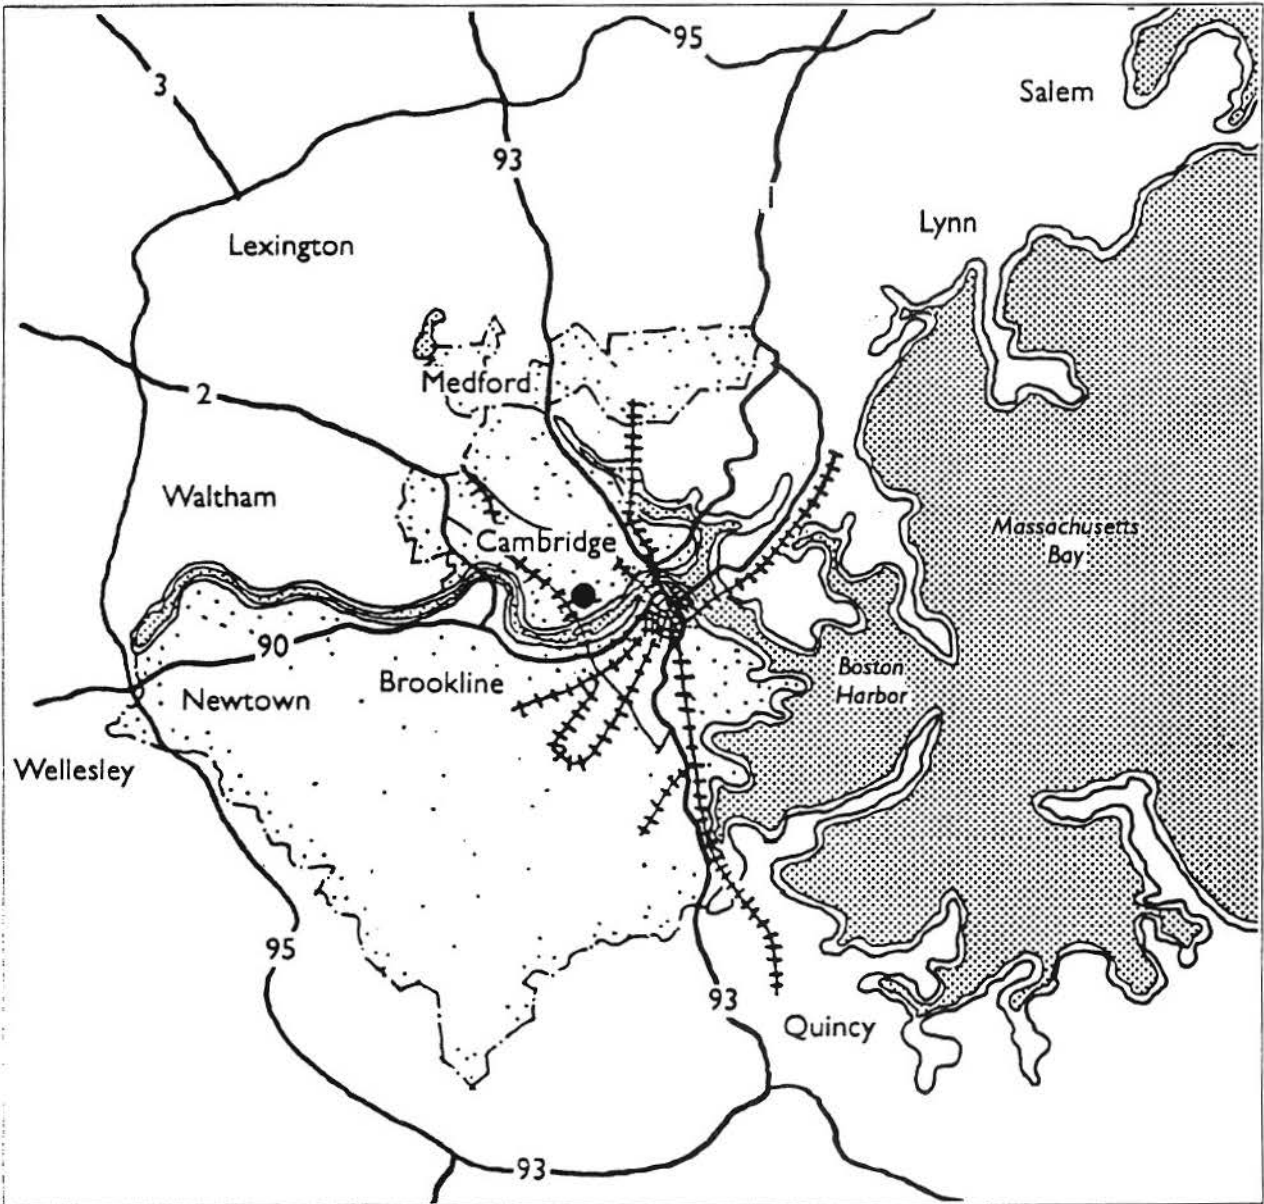 95
3
Salem
93
1
Lynn
Lexington
2
Medford
Waltham
Massachusetts
Bay
Cambridge
90
Boston
Harbor
Brookline
Newtown
Wellesley
95
93
Quincy
93